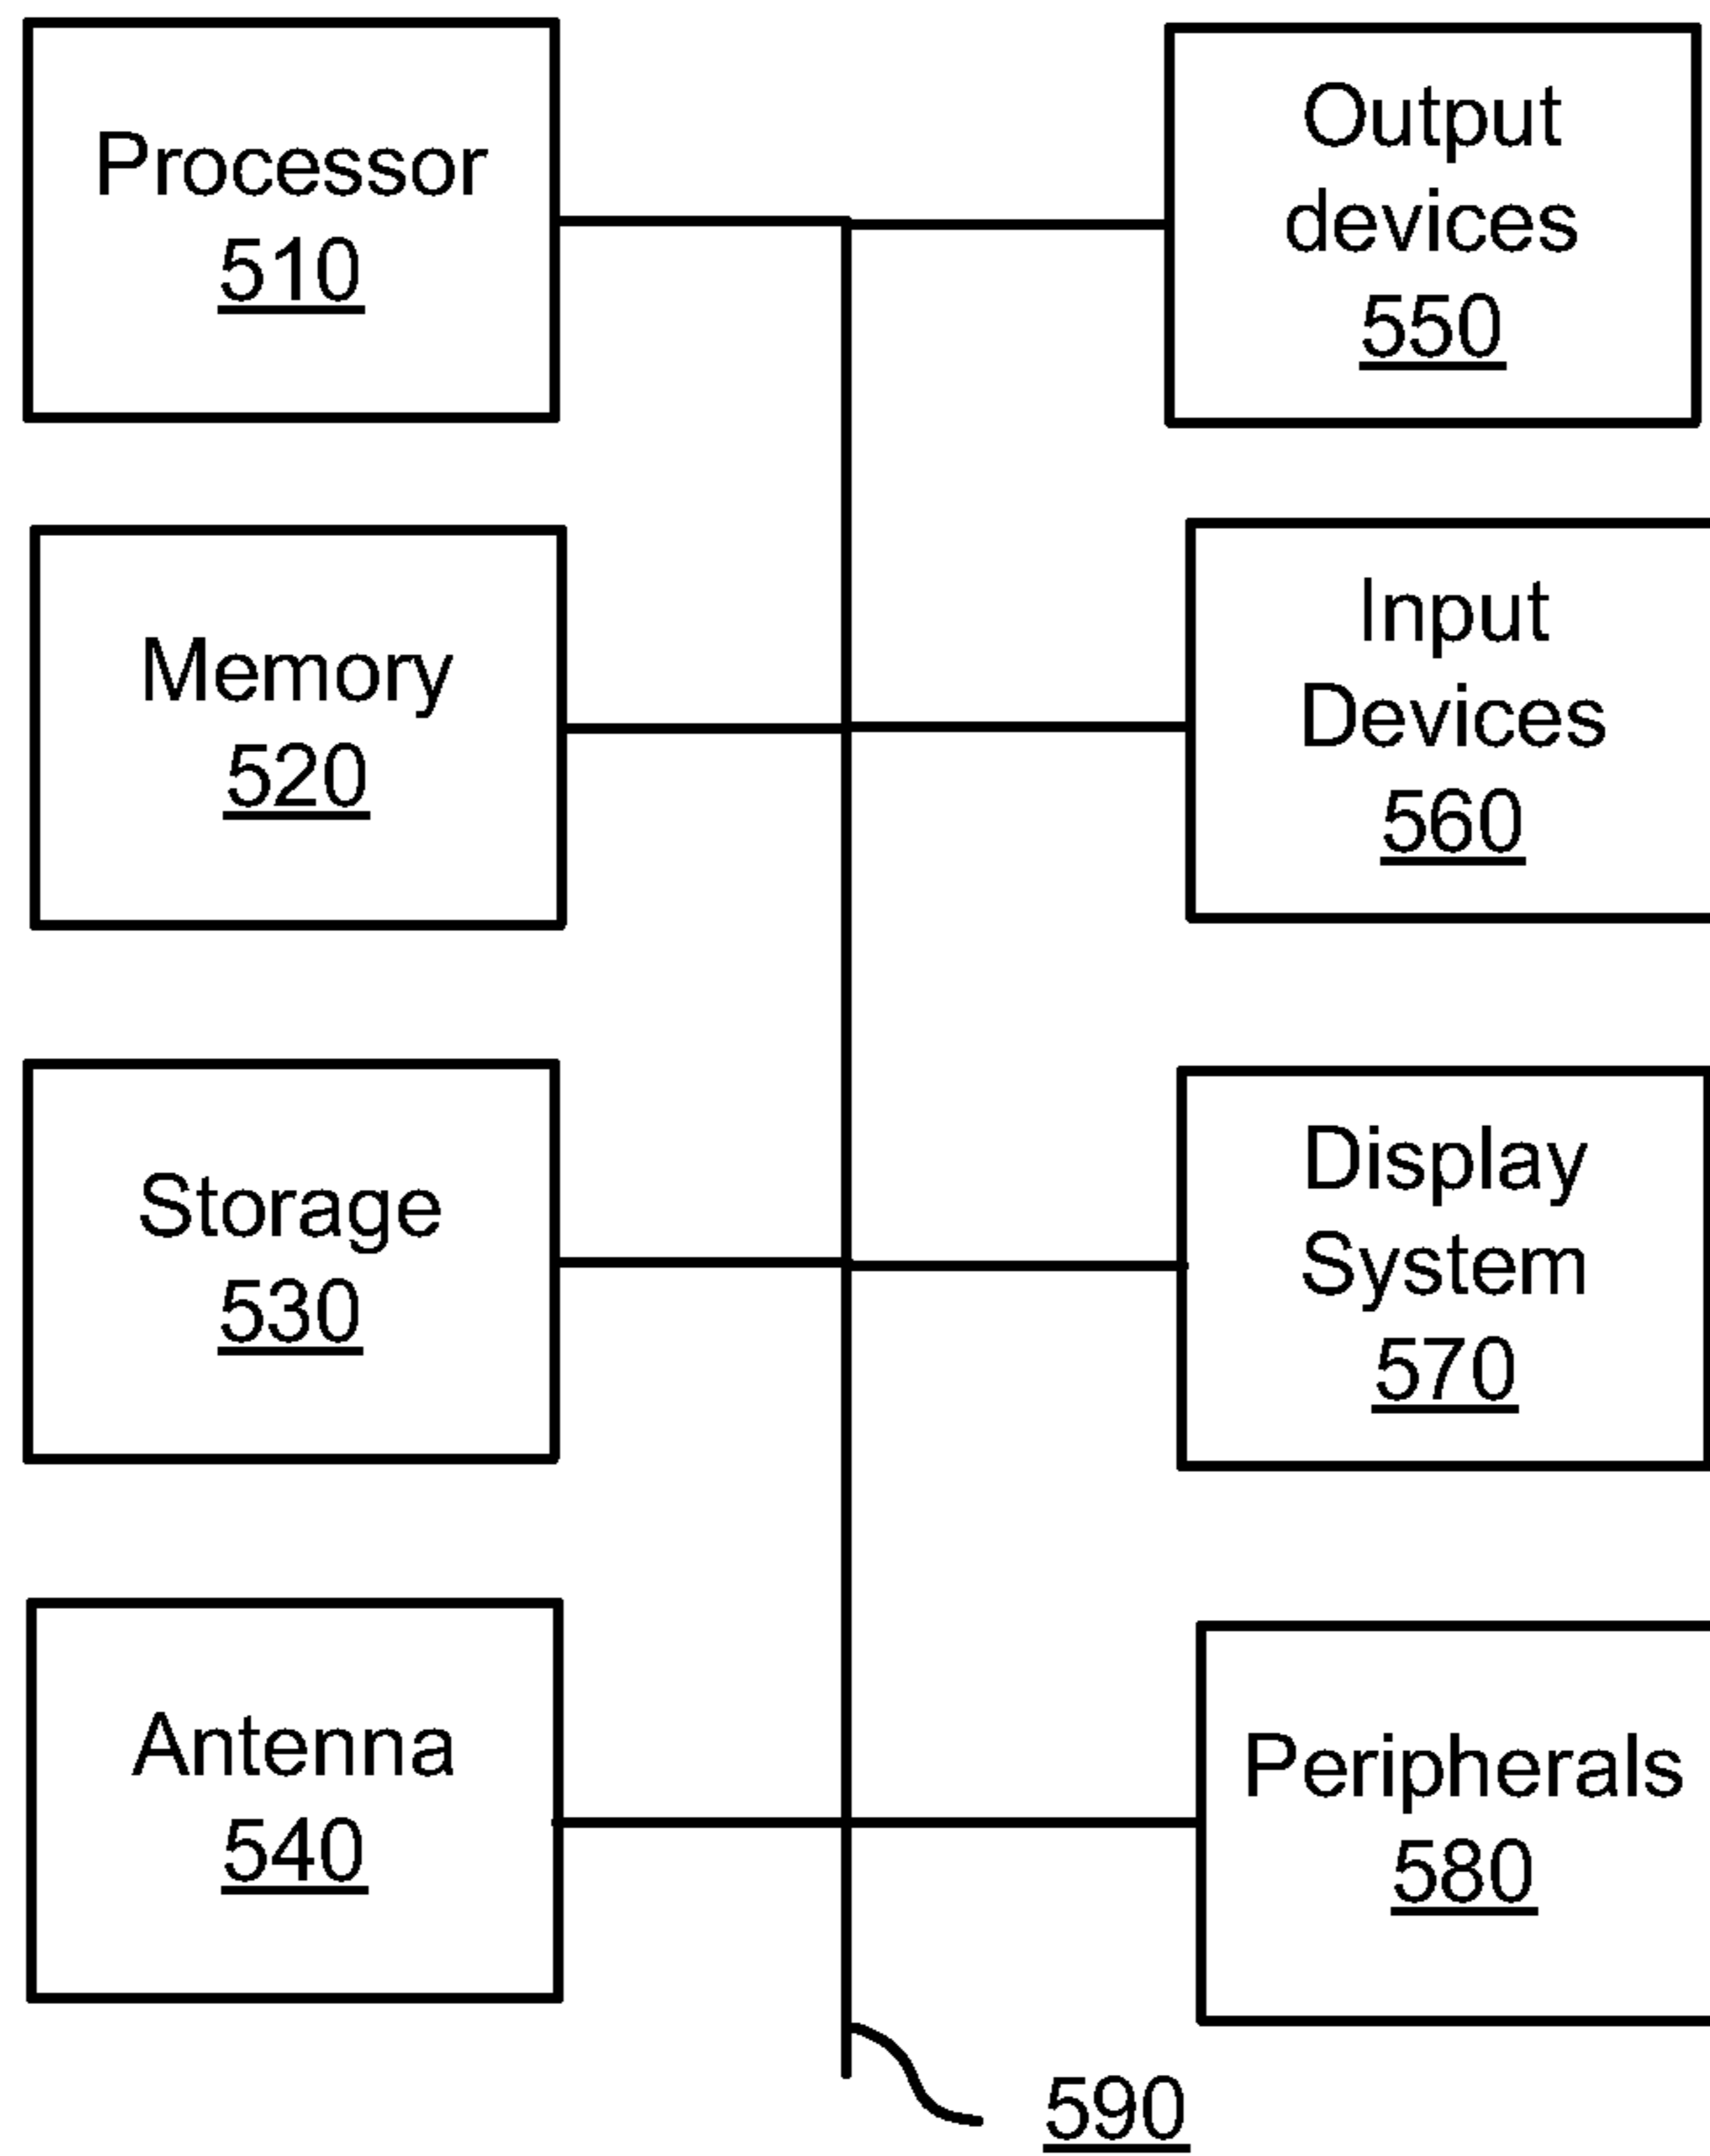 Processor
510
Output
devices
550
Memory
520
Input
Devices
560
Storage
530
Display
System
570
Antenna
540
Peripherals
580
590